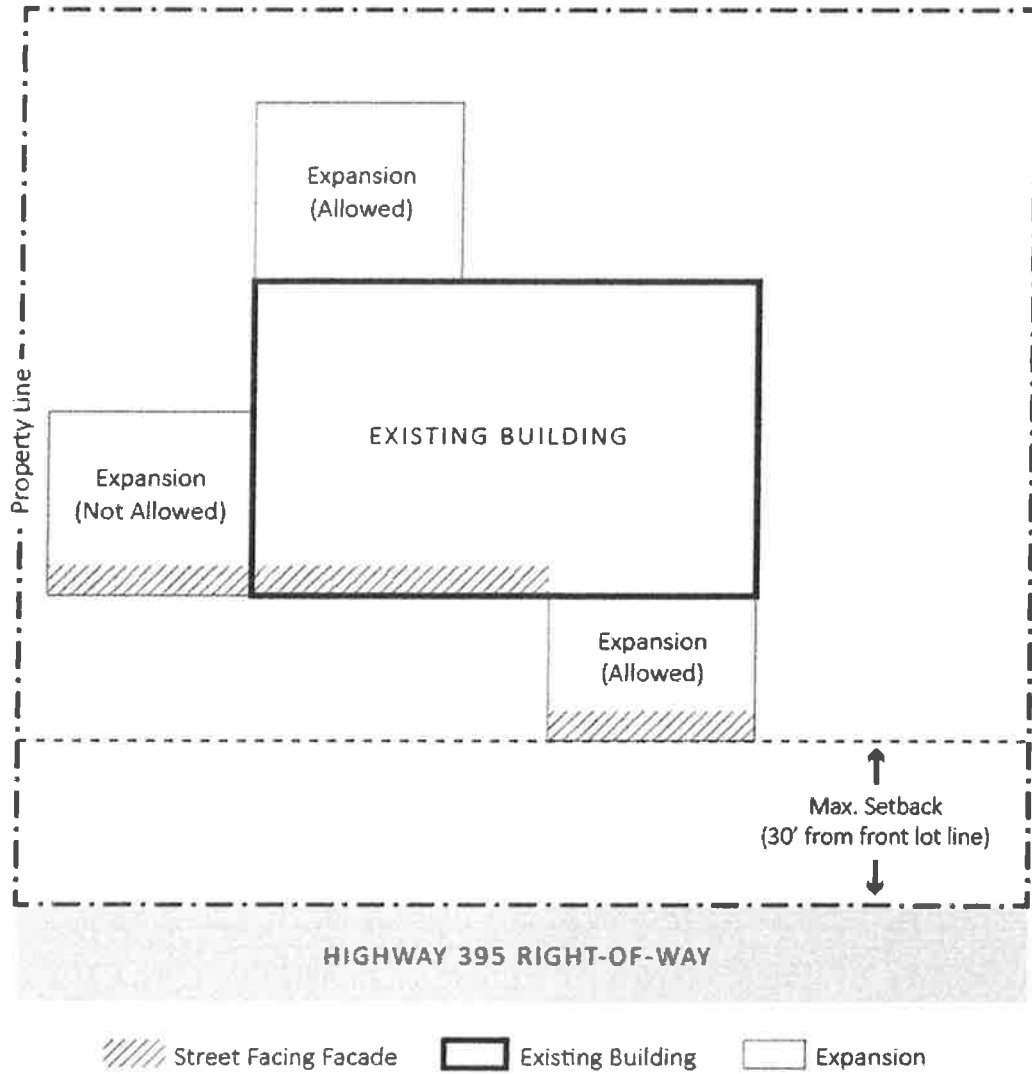 Expansion
(Allowed)
Property Line
EXISTING BUILDING
Expansion
(Not Allowed)
Expansion
(Allowed)
Max. Setback
(30' from front lot line)
HIGHWAY 395 RIGHT-OF-WAY
Street Facing Facade
Existing Building
Expansion